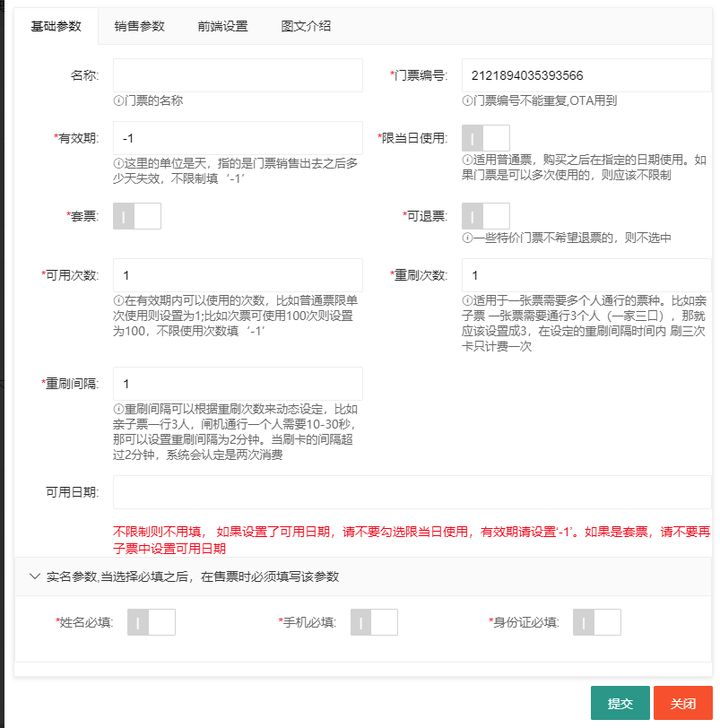 基础参数 销售参数 前端设置 图文介绍
名称: *门票编号: 2121894035393566
门票的名称 门票编号不能重复,OTA用到
*有效期: -1 *限当日使用:
这里的单位是天，指的是门票销售出去之后多
少天失效，不限制填‘-1’
适用普通票，购买之后在指定的日期使用。如
果门票是可以多次使用的，则应该不限制
*套票: *可退票:
一些特价门票不希望退票的，则不选中
*可用次数: 1 *重刷次数: 1
在有效期内可以使用的次数，比如普通票限单
次使用则设置为1;比如次票可使用100次则设置
为100，不限使用次数填‘-1’
适用于一张票需要多个人通行的票种。比如亲
子票 一张票需要通行3个人（一家三口），那就
应该设置成3，在设定的重刷间隔时间内 刷三次
卡只计费一次
*重刷间隔: 1
重刷间隔可以根据重刷次数来动态设定，比如
亲子票一行3人，闸机通行一个人需要10-30秒，
那可以设置重刷间隔为2分钟。当刷卡的间隔超
过2分钟，系统会认定是两次消费
可用日期:
不限制则不用填， 如果设置了可用日期，请不要勾选限当日使用，有效期请设置‘-1’。如果是套票，请不要再
子票中设置可用日期
实名参数,当选择必填之后，在售票时必须填写该参数
*姓名必填: *手机必填: *身份证必填:
提交 关闭